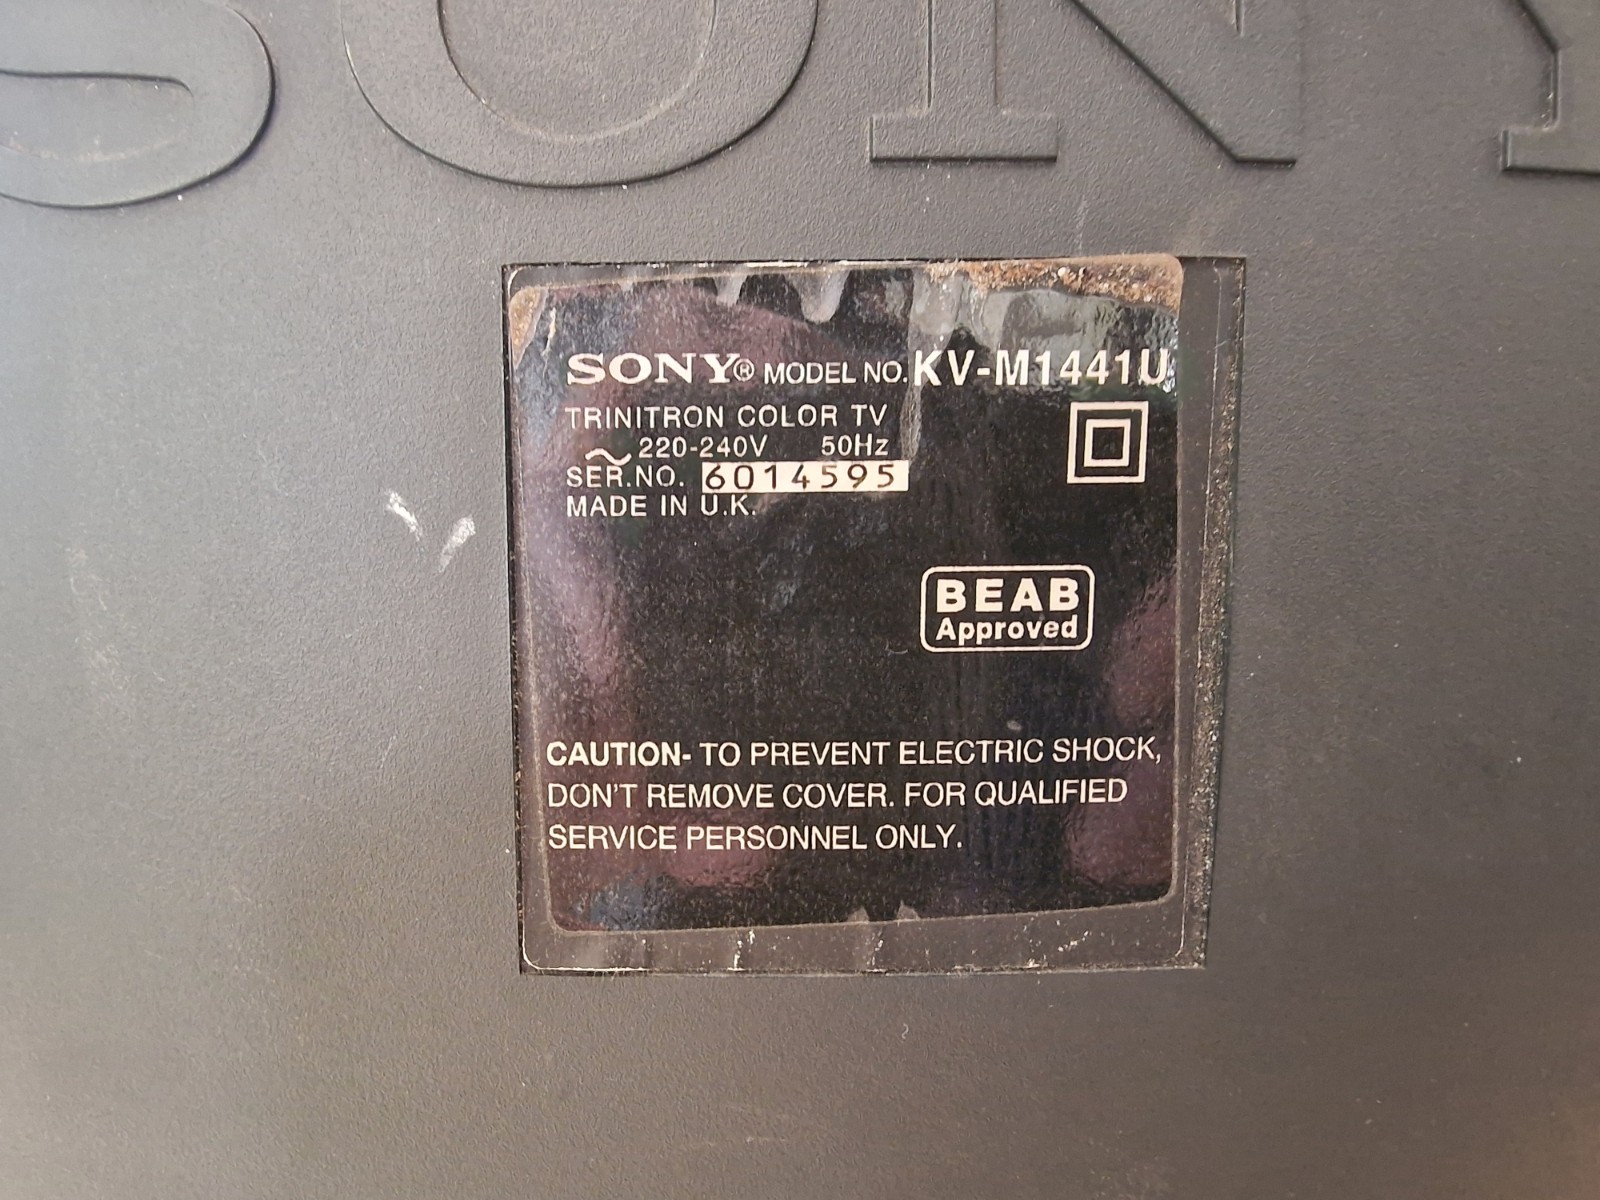 SONY
SONY® MODEL NO. KV-M1441U
TRINITRON COLOR TV
~ 220-240V 50Hz
SER.NO. 6014595
MADE IN U.K.
BEAB
Approved
CAUTION- TO PREVENT ELECTRIC SHOCK,
DON'T REMOVE COVER. FOR QUALIFIED
SERVICE PERSONNEL ONLY.